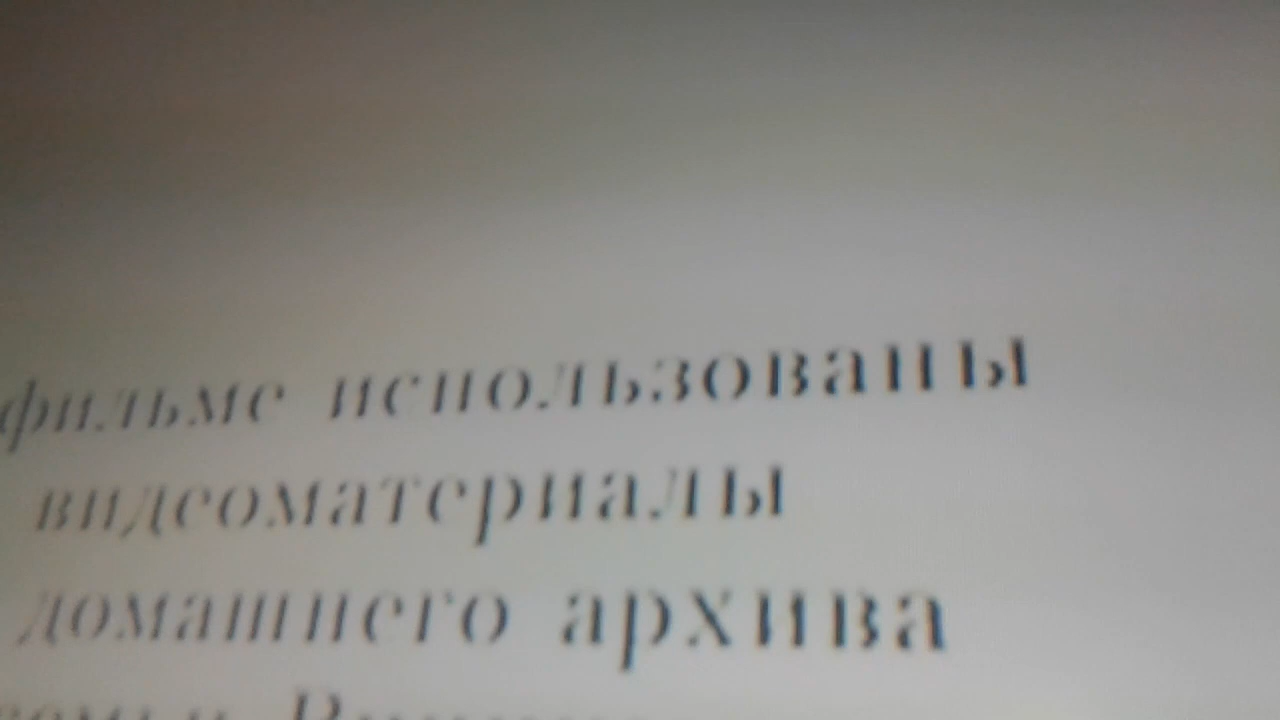 фильме использованы
видеоматериалы
домашнего архива